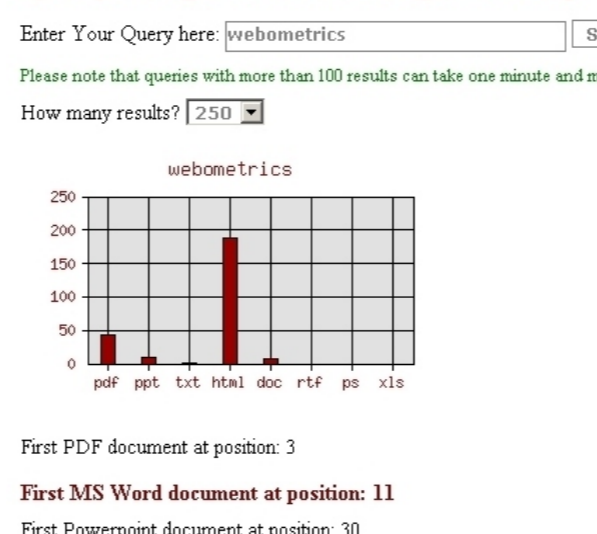 Enter Your Query here: webometrics S
Please note that queries with more than 100 results can take one minute and m
How many results? 250
webometrics
250
200
150
100
50
0
pdf ppt txt html doc rtf ps xls
First PDF document at position: 3
First MS Word document at position: 11
First Powerpoint document at position: 30